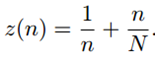 z(n) = 1/n + n/N.